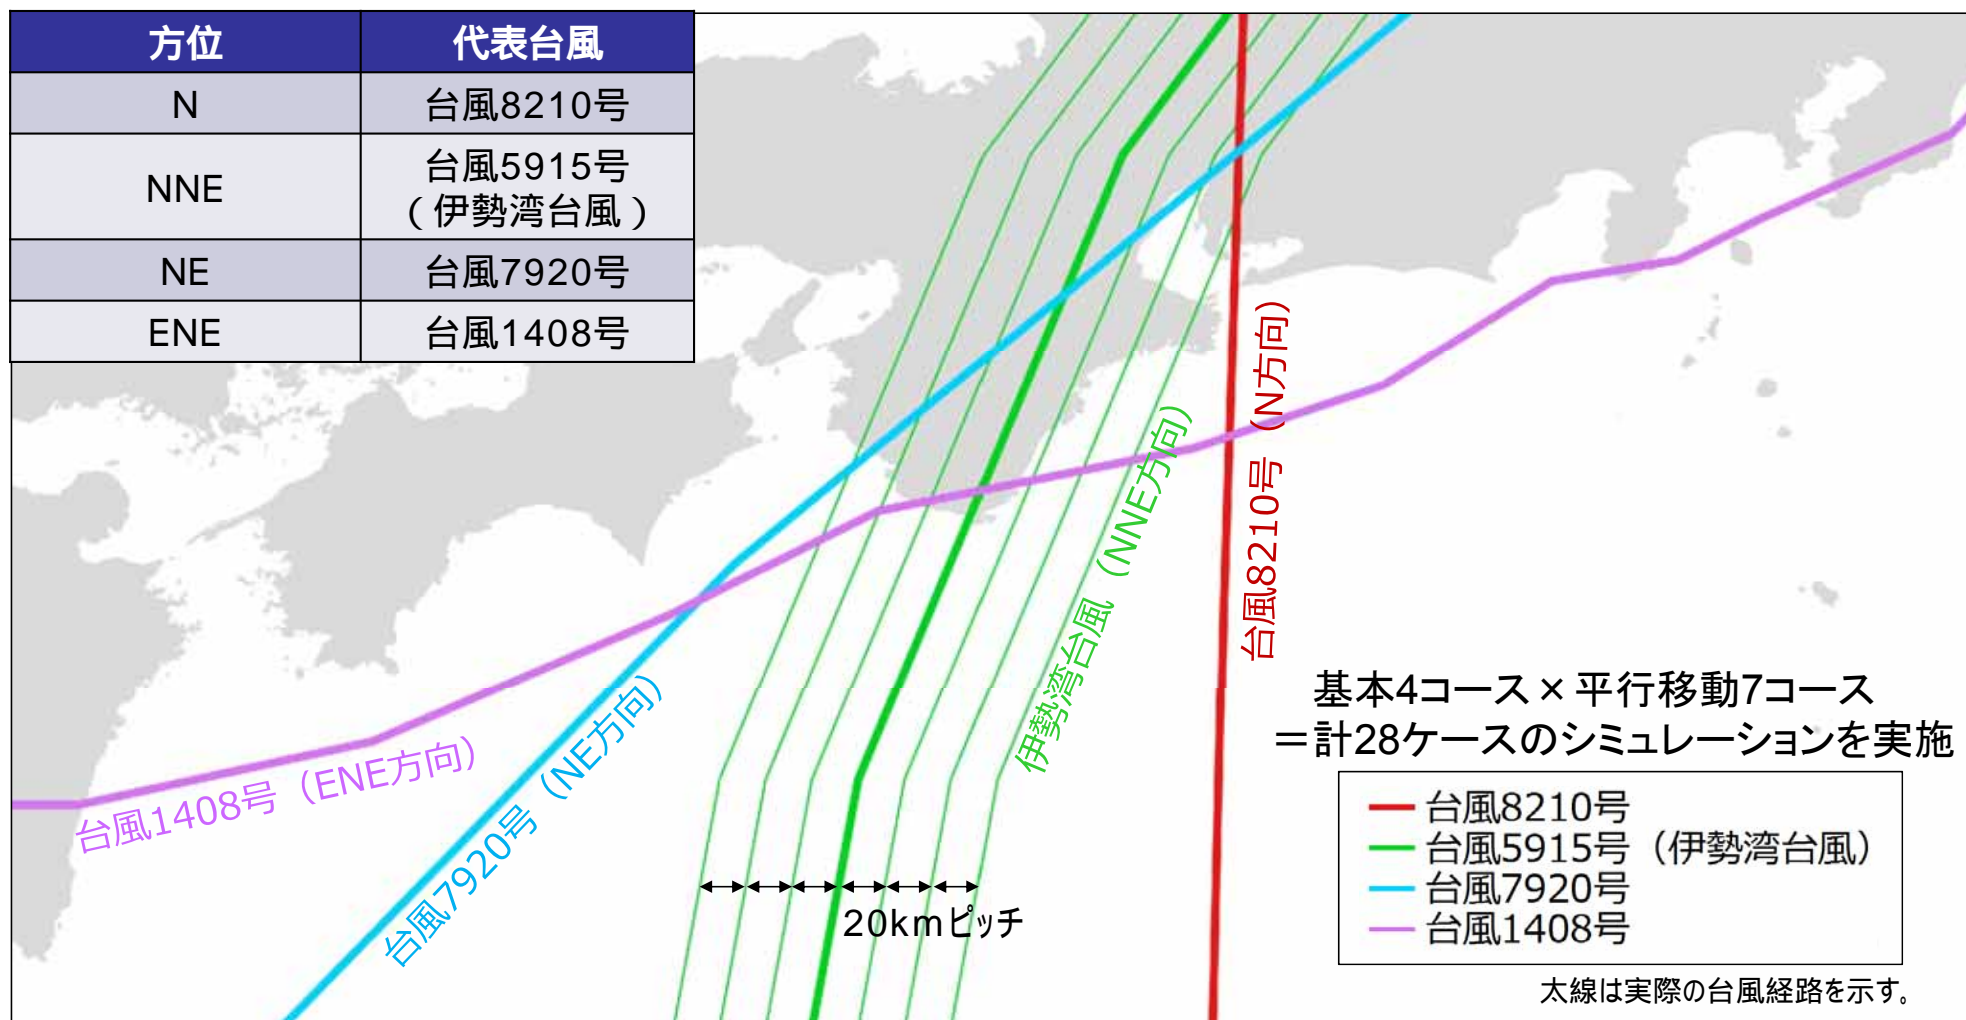 方位 代表台風
N 台風8210号
NNE 台風5915号
（伊勢湾台風）
NE 台風7920号
ENE 台風1408号
台風8210号（N方向）
伊勢湾台風（NNE方向）
台風7920号（NE方向）
台風1408号（ENE方向）
20kmピッチ
基本4コース×平行移動7コース
＝計28ケースのシミュレーションを実施
台風8210号
台風5915号（伊勢湾台風）
台風7920号
台風1408号
太線は実際の台風経路を示す。